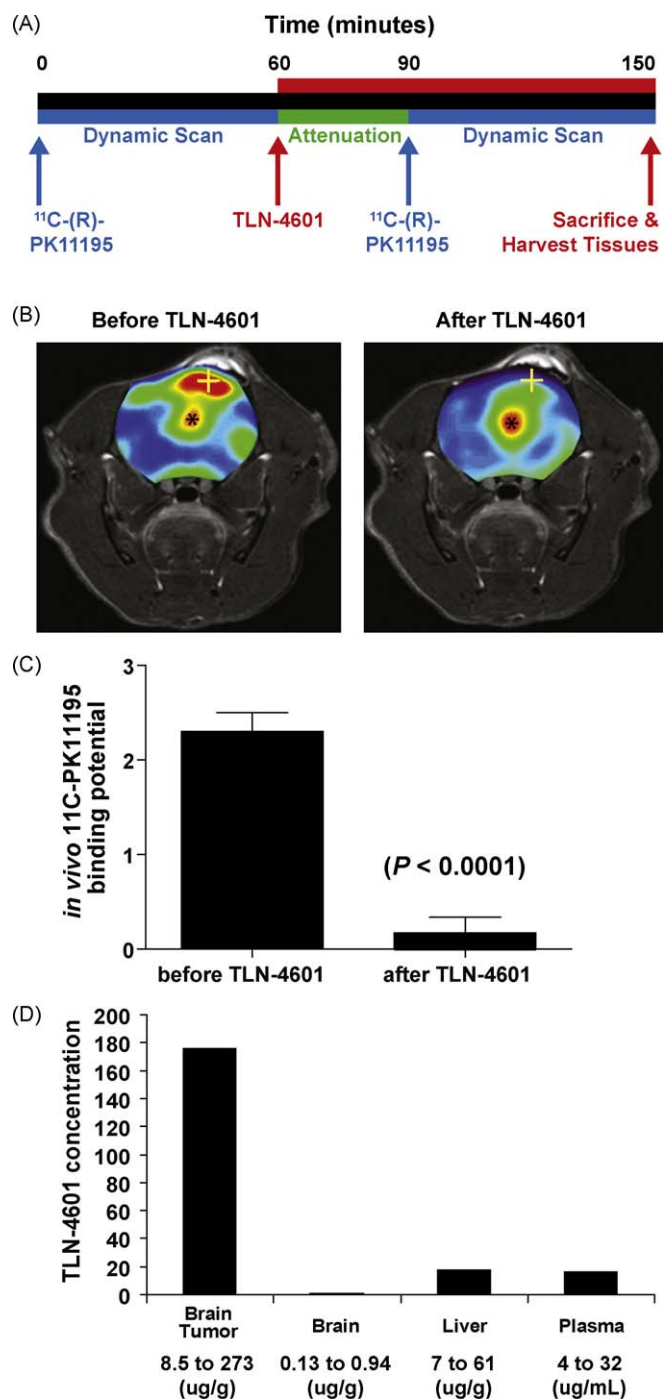 (A)
Time (minutes)
0 60 90 150
Dynamic Scan Attenuation Dynamic Scan
¹¹C-(R)- TLN-4601 ¹¹C-(R)- Sacrifice &
PK11195 PK11195 Harvest Tissues
(B)
Before TLN-4601 After TLN-4601
*
*
(C)
in vivo 11C-PK11195
binding potential
3
2
1
0
(P < 0.0001)
before TLN-4601 after TLN-4601
(D)
TLN-4601 concentration
200
180
160
140
120
100
80
60
40
20
0
Brain Brain Liver Plasma
Tumor
8.5 to 273 0.13 to 0.94 7 to 61 4 to 32
(ug/g) (ug/g) (ug/g) (ug/mL)